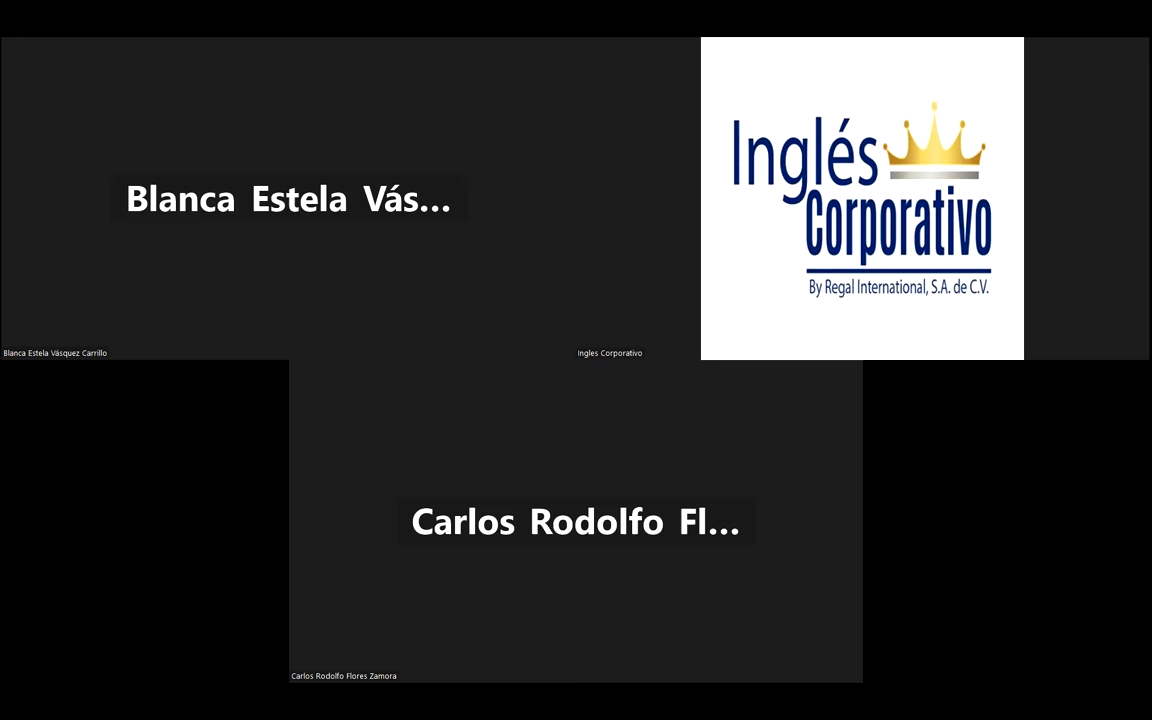 Blanca Estela Vás...
Blanca Estela Vásquez Carrillo
Inglés
Corporativo
By Regal International, S.A. de C.V.
Ingles Corporativo
Carlos Rodolfo Fl...
Carlos Rodolfo Flores Zamora